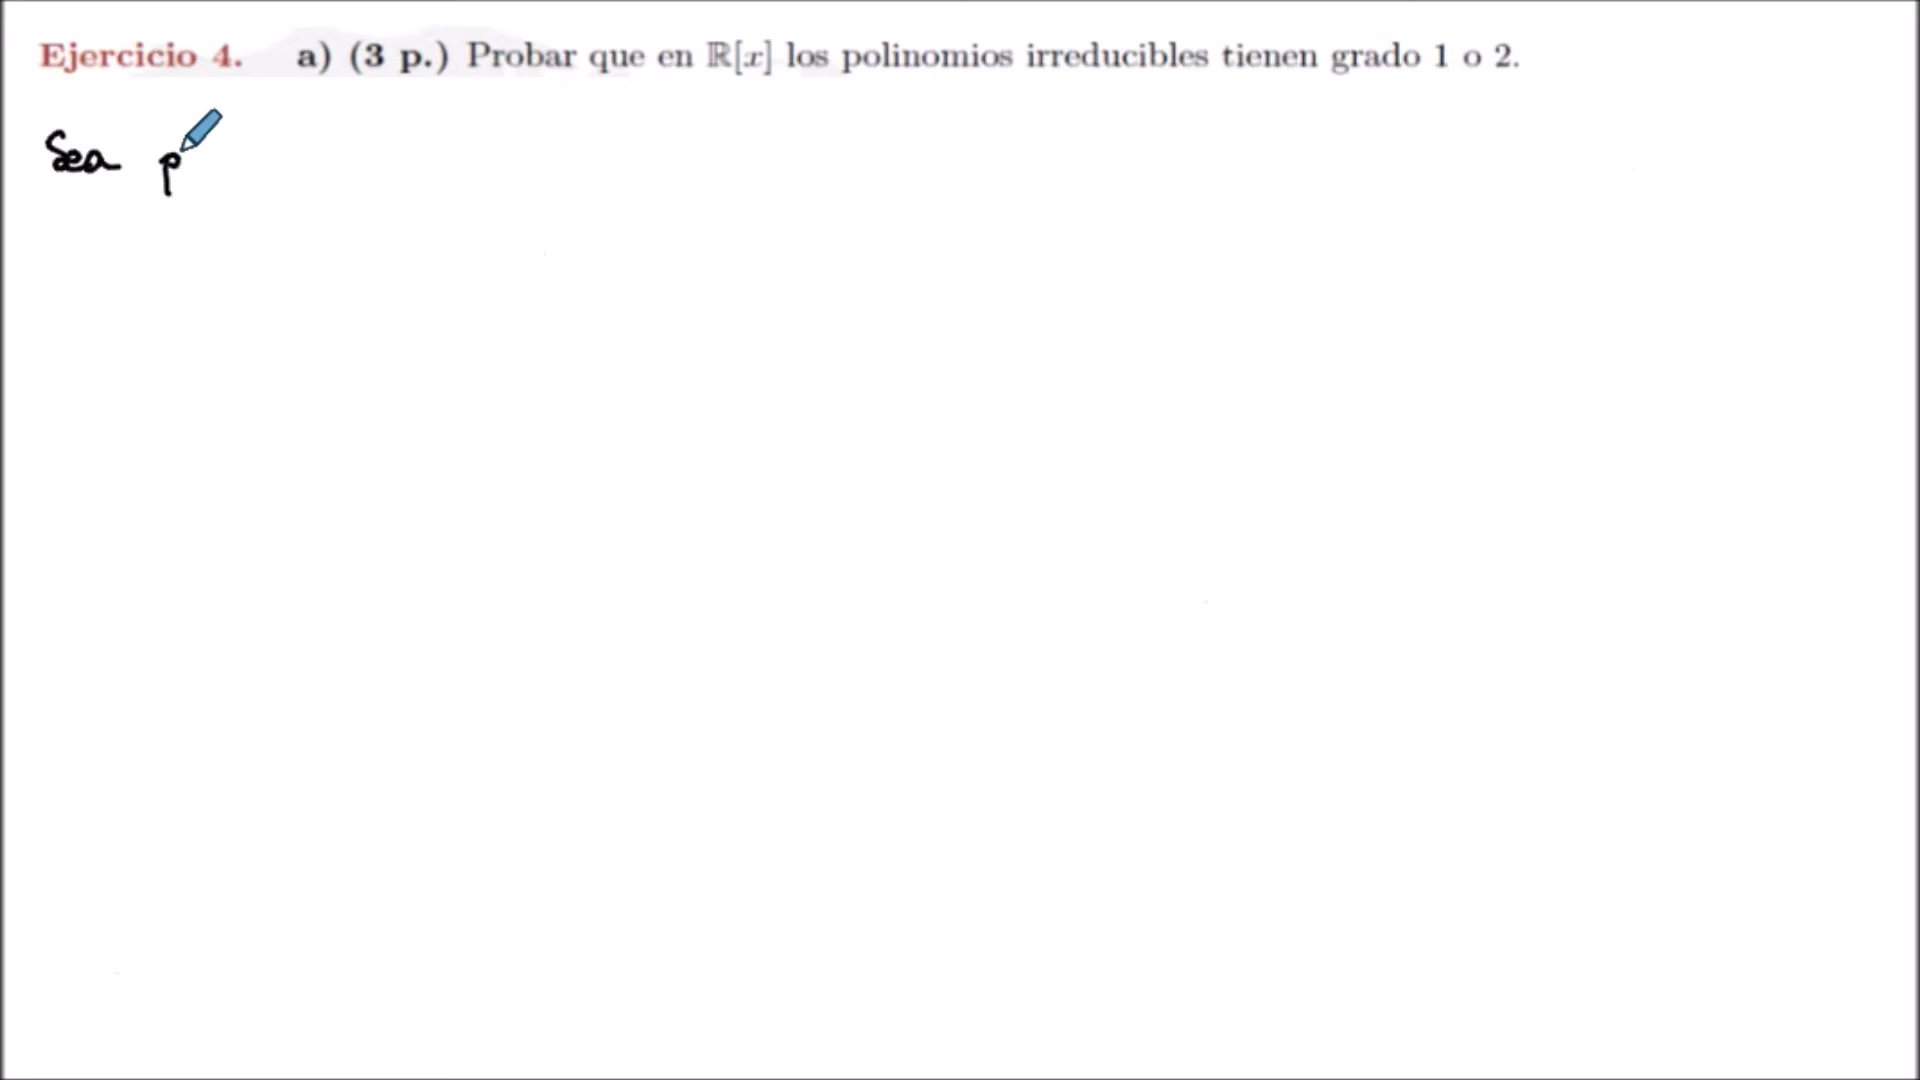 Ejercicio 4. a) (3 p.) Probar que en ℝ[x] los polinomios irreducibles tienen grado 1 o 2.
Sea p